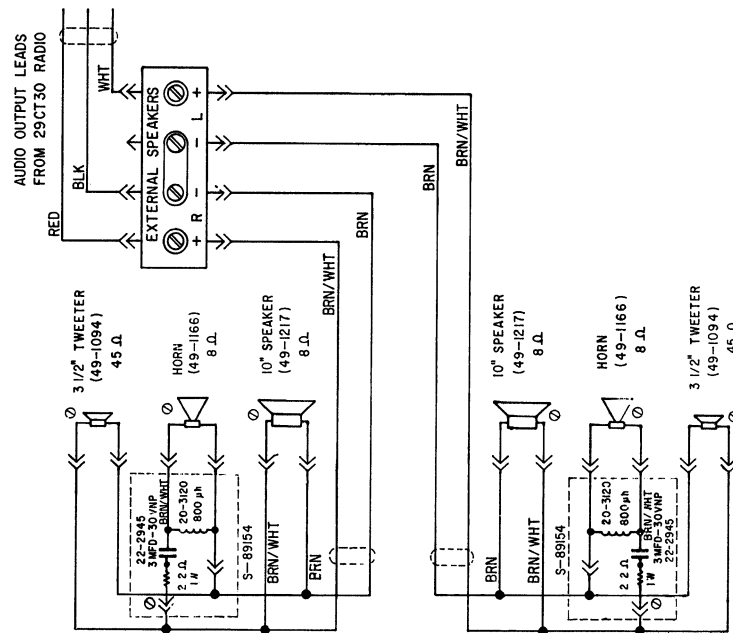 AUDIO OUTPUT LEADS
FROM 29CT30 RADIO
RED
BLK
WHT
EXTERNAL SPEAKERS
+ R - - L +
BRN/WHT
BRN
BRN
BRN/WHT
3 1/2" TWEETER
(49-1094)
45 Ω
HORN
(49-1166)
8 Ω
10" SPEAKER
(49-1217)
8 Ω
10" SPEAKER
(49-1217)
8 Ω
HORN
(49-1166)
8 Ω
3 1/2" TWEETER
(49-1094)
45 Ω
22-2945
3MFD-30VNP
BRN/WHT
20-3120
800 µh
2.2 Ω
1W
S-89154
BRN/WHT
BRN
BRN
BRN/WHT
S-89154
20-3120
800µh
BRN/WHT
3MFD-30VNP
22-2945
2.2 Ω
1W